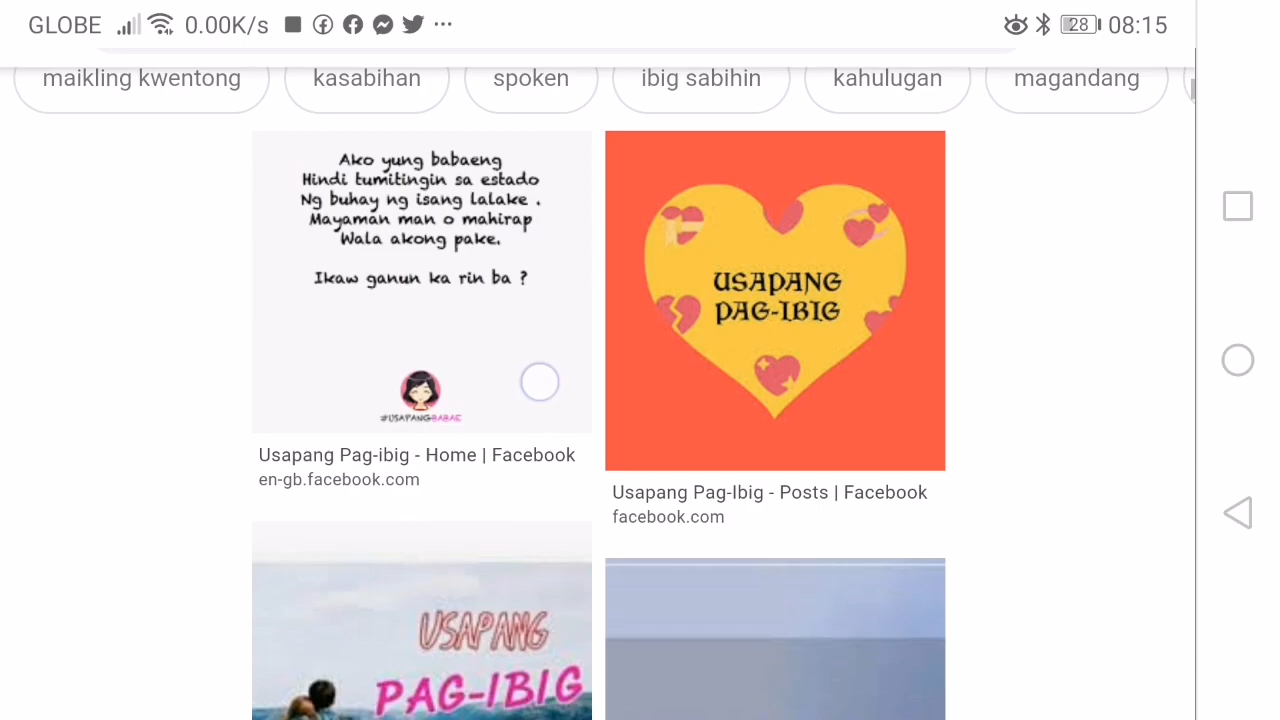 GLOBE 0.00K/s 28 08:15
maikling kwentong kasabihan spoken ibig sabihin kahulugan magandang
Ako yung babaeng
Hindi tumitingin sa estado
Ng buhay ng isang lalake .
Mayaman man o mahirap
Wala akong pake.
Ikaw ganun ka rin ba ?
#USAPANGBABAE
Usapang Pag-ibig - Home | Facebook
en-gb.facebook.com
USAPANG
PAG-IBIG
Usapang Pag-Ibig - Posts | Facebook
facebook.com
USAPANG
PAG-IBIG